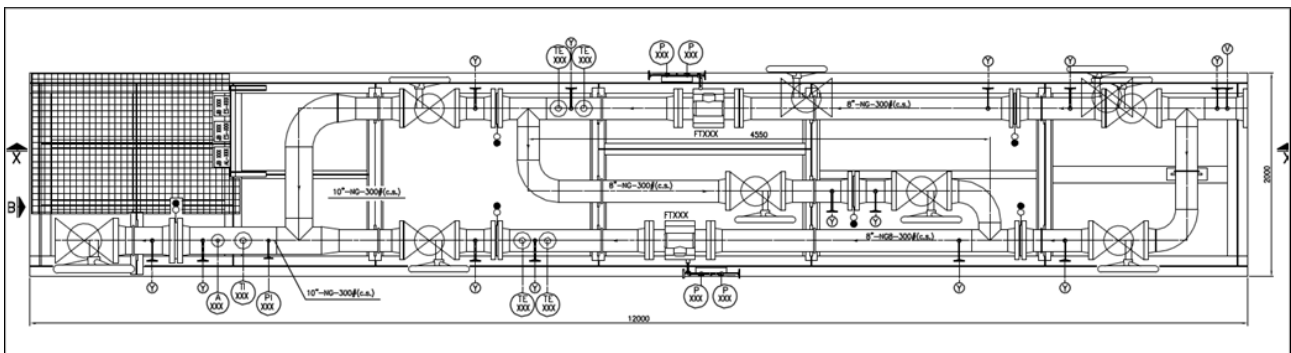 P XXX
P XXX
Y
TE XXX
TE XXX
Y
Y
Y
Y
V
8"-NG-300#(c.s.)
FTXXX
4550
X
X
10"-NG-300#(c.s.)
8"-NG-300#(c.s.)
2000
B
FTXXX
Y
Y
8"-NGB-300#(c.s.)
Y
Y
A XXX
TI XXX
PI XXX
10"-NG-300#(c.s.)
Y
Y
TE XXX
TE XXX
P XXX
P XXX
Y
Y
12000